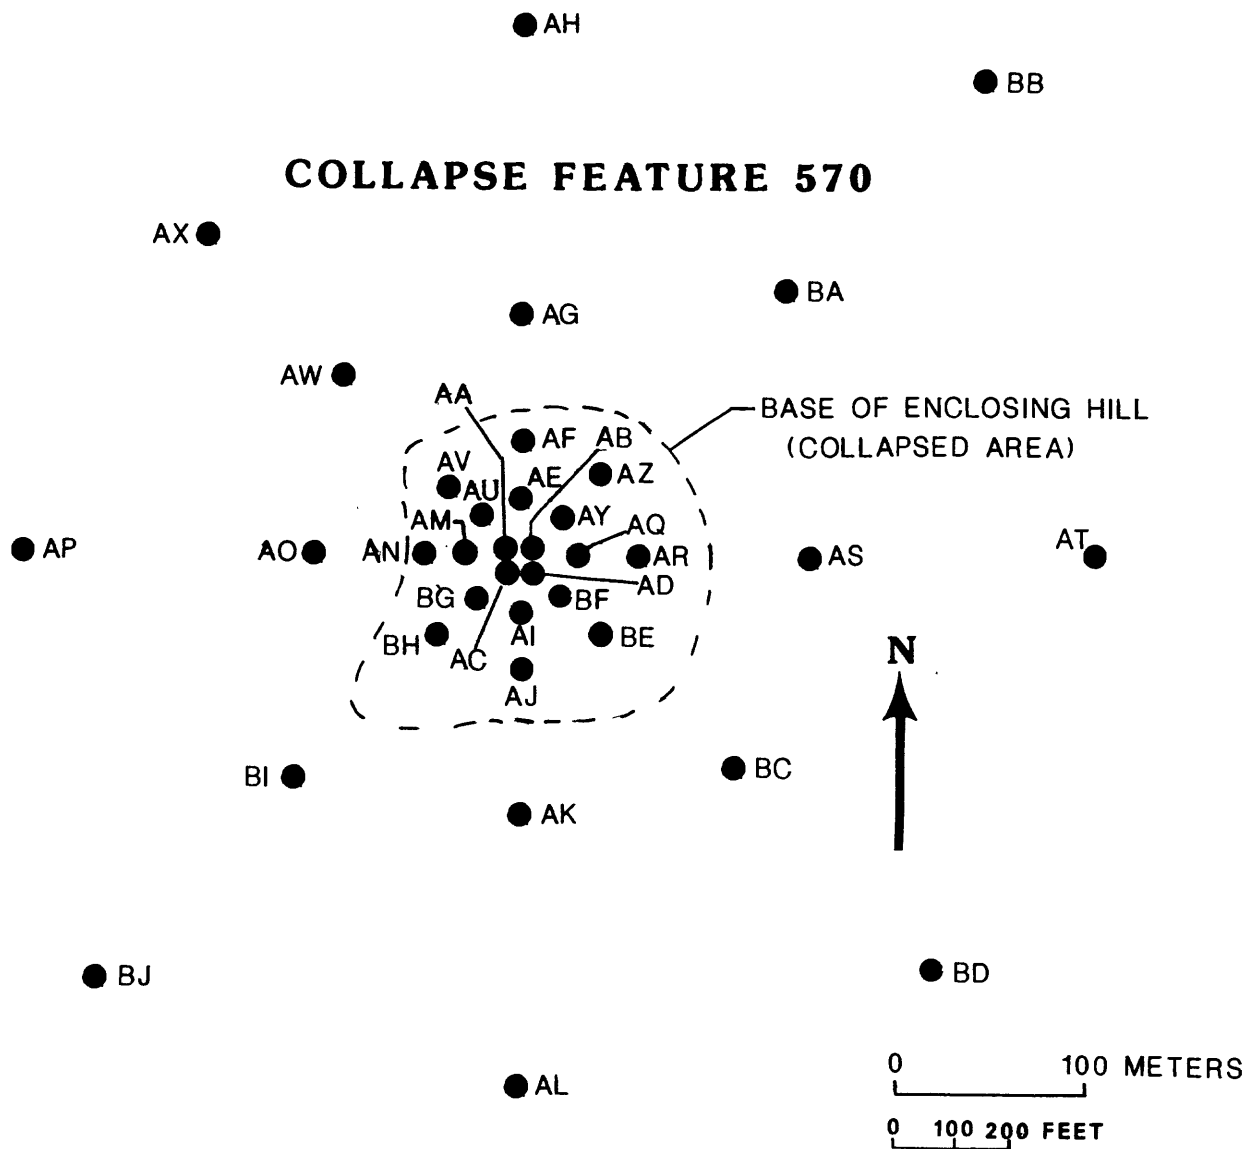 AH
BB
COLLAPSE FEATURE 570
AX
BA
AG
AW
AA
BASE OF ENCLOSING HILL
(COLLAPSED AREA)
AF
AB
AV
AZ
AU
AE
AM
AY
AQ
AP
AO
AN
AR
AS
AT
AD
BG
BF
BH
AC
AI
BE
AJ
N
BI
BC
AK
BJ
BD
AL
0 100 METERS
0 100 200 FEET